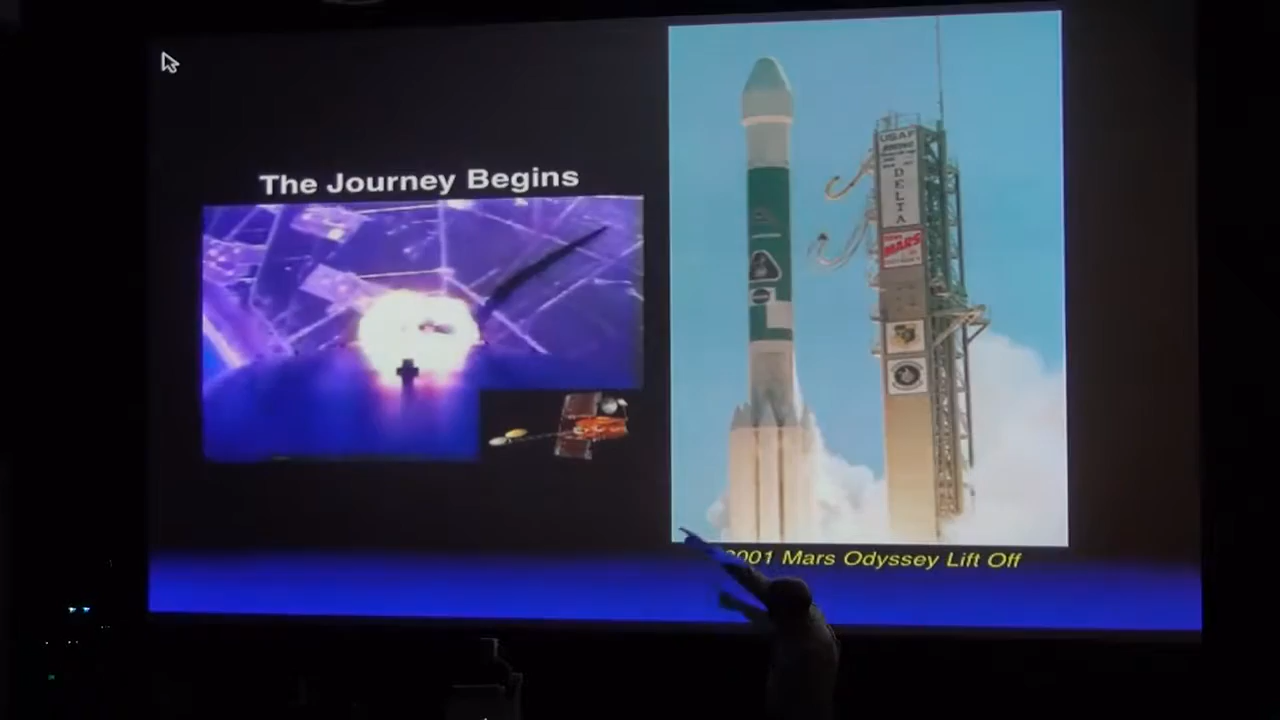 The Journey Begins
USAF
DELTA
MARS
2001 Mars Odyssey Lift Off